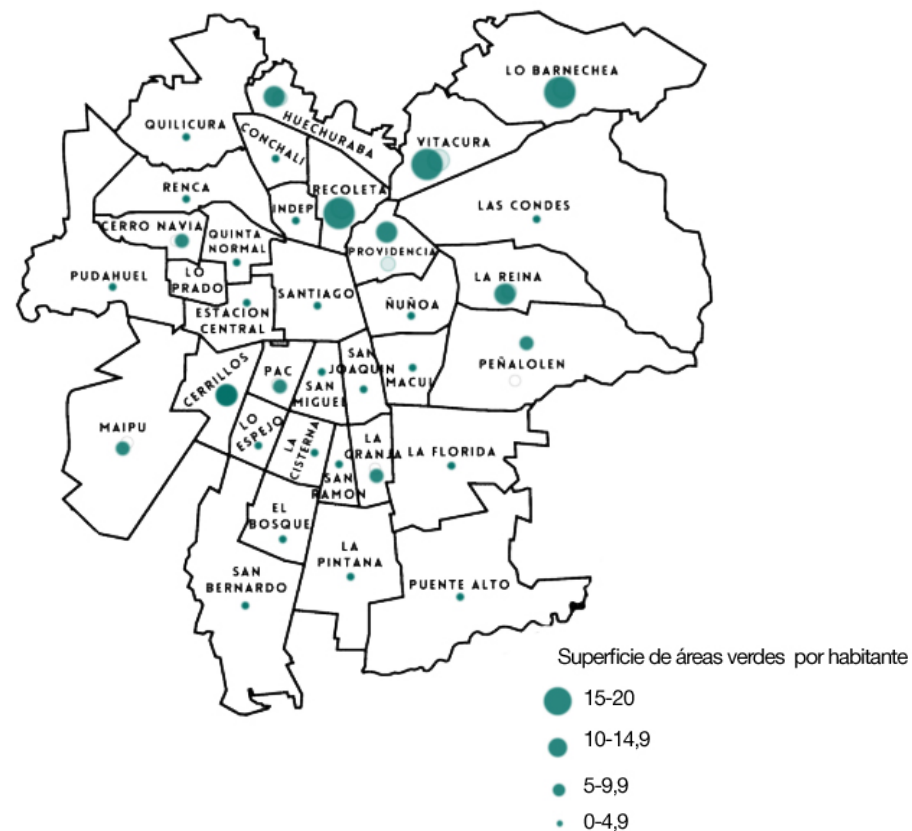 LO BARNECHEA
QUILICURA
HUECHURABA
CONCHALÍ
VITACURA
RENCA
RECOLETA
INDEP
LAS CONDES
CERRO NAVIA
QUINTA
NORMAL
PROVIDENCIA
PUDAHUEL
LO
PRADO
LA REINA
SANTIAGO
ÑUÑOA
ESTACION
CENTRAL
CERRILLOS
PAC
SAN
JOAQUIN
SAN
MIGUEL
MACUL
PEÑALOLEN
MAIPU
LO
ESPEJO
LA
CISTERNA
LA
GRANJA
LA FLORIDA
SAN
RAMON
EL
BOSQUE
LA
PINTANA
SAN
BERNARDO
PUENTE ALTO
Superficie de áreas verdes por habitante
15-20
10-14,9
5-9,9
0-4,9